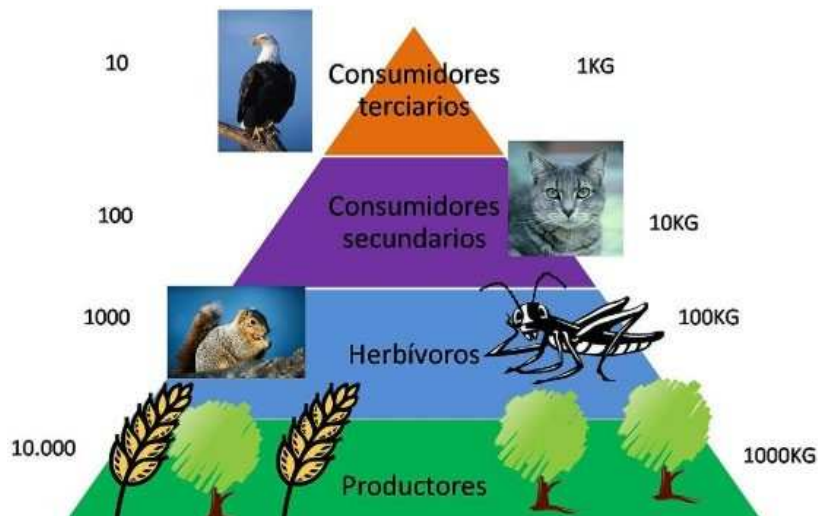 10
Consumidores
terciarios
1KG
100
Consumidores
secundarios
10KG
1000
Herbívoros
100KG
10.000
Productores
1000KG